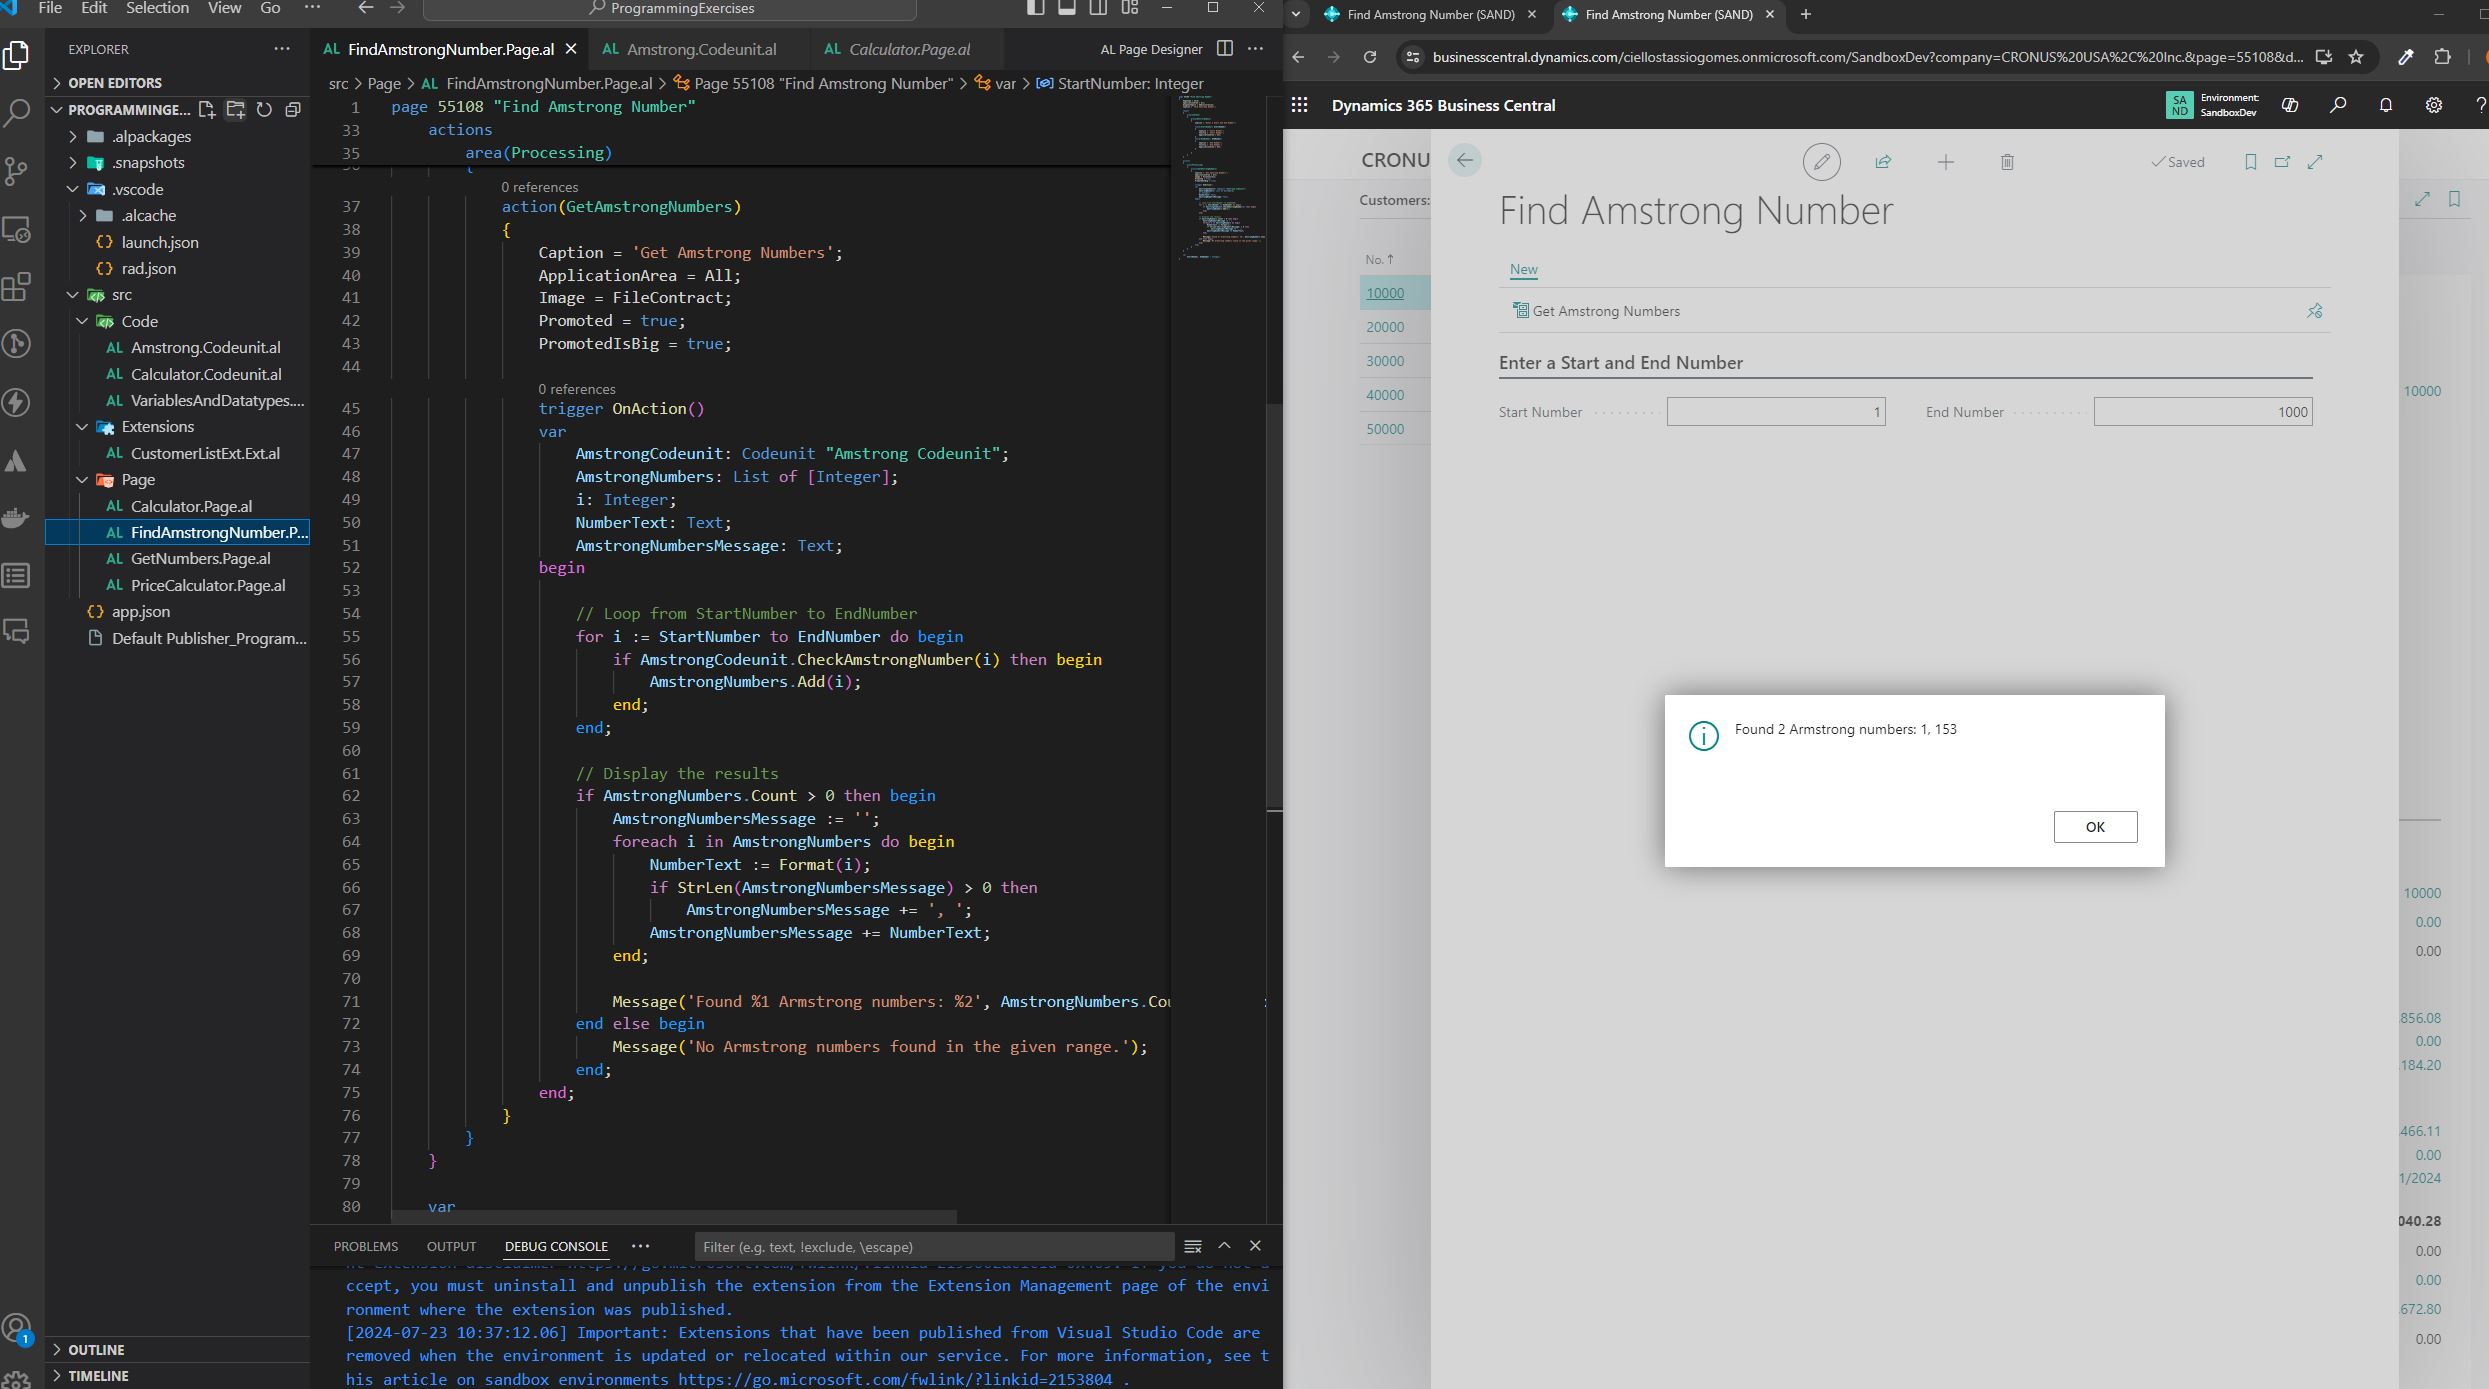 File Edit Selection View Go ··· ProgrammingExercises
EXPLORER
OPEN EDITORS
PROGRAMMINGE...
.alpackages
.snapshots
.vscode
.alcache
launch.json
rad.json
src
Code
AL Amstrong.Codeunit.al
AL Calculator.Codeunit.al
AL VariablesAndDatatypes....
Extensions
AL CustomerListExt.Ext.al
Page
AL Calculator.Page.al
AL FindAmstrongNumber.P...
AL GetNumbers.Page.al
AL PriceCalculator.Page.al
app.json
Default Publisher_Program...
OUTLINE
TIMELINE
1
AL FindAmstrongNumber.Page.al AL Amstrong.Codeunit.al AL Calculator.Page.al AL Page Designer
src > Page > AL FindAmstrongNumber.Page.al > Page 55108 "Find Amstrong Number" > var > StartNumber: Integer
1 page 55108 "Find Amstrong Number"
33 actions
35 area(Processing)
36 {
0 references
37 action(GetAmstrongNumbers)
38 {
39 Caption = 'Get Amstrong Numbers';
40 ApplicationArea = All;
41 Image = FileContract;
42 Promoted = true;
43 PromotedIsBig = true;
44
0 references
45 trigger OnAction()
46 var
47 AmstrongCodeunit: Codeunit "Amstrong Codeunit";
48 AmstrongNumbers: List of [Integer];
49 i: Integer;
50 NumberText: Text;
51 AmstrongNumbersMessage: Text;
52 begin
53
54 // Loop from StartNumber to EndNumber
55 for i := StartNumber to EndNumber do begin
56 if AmstrongCodeunit.CheckAmstrongNumber(i) then begin
57 AmstrongNumbers.Add(i);
58 end;
59 end;
60
61 // Display the results
62 if AmstrongNumbers.Count > 0 then begin
63 AmstrongNumbersMessage := '';
64 foreach i in AmstrongNumbers do begin
65 NumberText := Format(i);
66 if StrLen(AmstrongNumbersMessage) > 0 then
67 AmstrongNumbersMessage += ', ';
68 AmstrongNumbersMessage += NumberText;
69 end;
70
71 Message('Found %1 Armstrong numbers: %2', AmstrongNumbers.Cou
72 end else begin
73 Message('No Armstrong numbers found in the given range.');
74 end;
75 end;
76 }
77 }
78 }
79
80 var
PROBLEMS OUTPUT DEBUG CONSOLE ··· Filter (e.g. text, !exclude, \escape)
ccept, you must uninstall and unpublish the extension from the Extension Management page of the envi
ronment where the extension was published.
[2024-07-23 10:37:12.06] Important: Extensions that have been published from Visual Studio Code are
removed when the environment is updated or relocated within our service. For more information, see t
his article on sandbox environments https://go.microsoft.com/fwlink/?linkid=2153804 .
Find Amstrong Number (SAND) Find Amstrong Number (SAND)
businesscentral.dynamics.com/ciellostassiogomes.onmicrosoft.com/SandboxDev?company=CRONUS%20USA%2C%20Inc.&page=55108&d...
Dynamics 365 Business Central SA ND Environment: SandboxDev ?
CRONU
Customers:
No. ↑
10000
20000
30000
40000
50000
Saved
Find Amstrong Number
New
Get Amstrong Numbers
Enter a Start and End Number
Start Number 1 End Number 1000
Found 2 Armstrong numbers: 1, 153
OK
10000
10000
0.00
0.00
856.08
0.00
184.20
466.11
0.00
1/2024
040.28
0.00
0.00
672.80
0.00